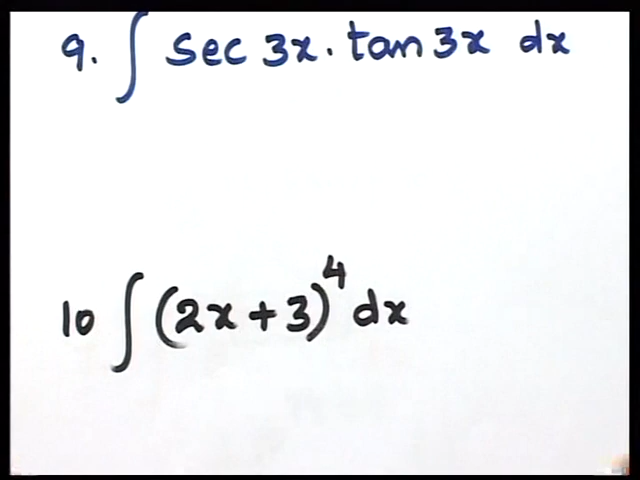 9. ∫ sec 3x . tan 3x dx
10 ∫ (2x + 3)⁴ dx